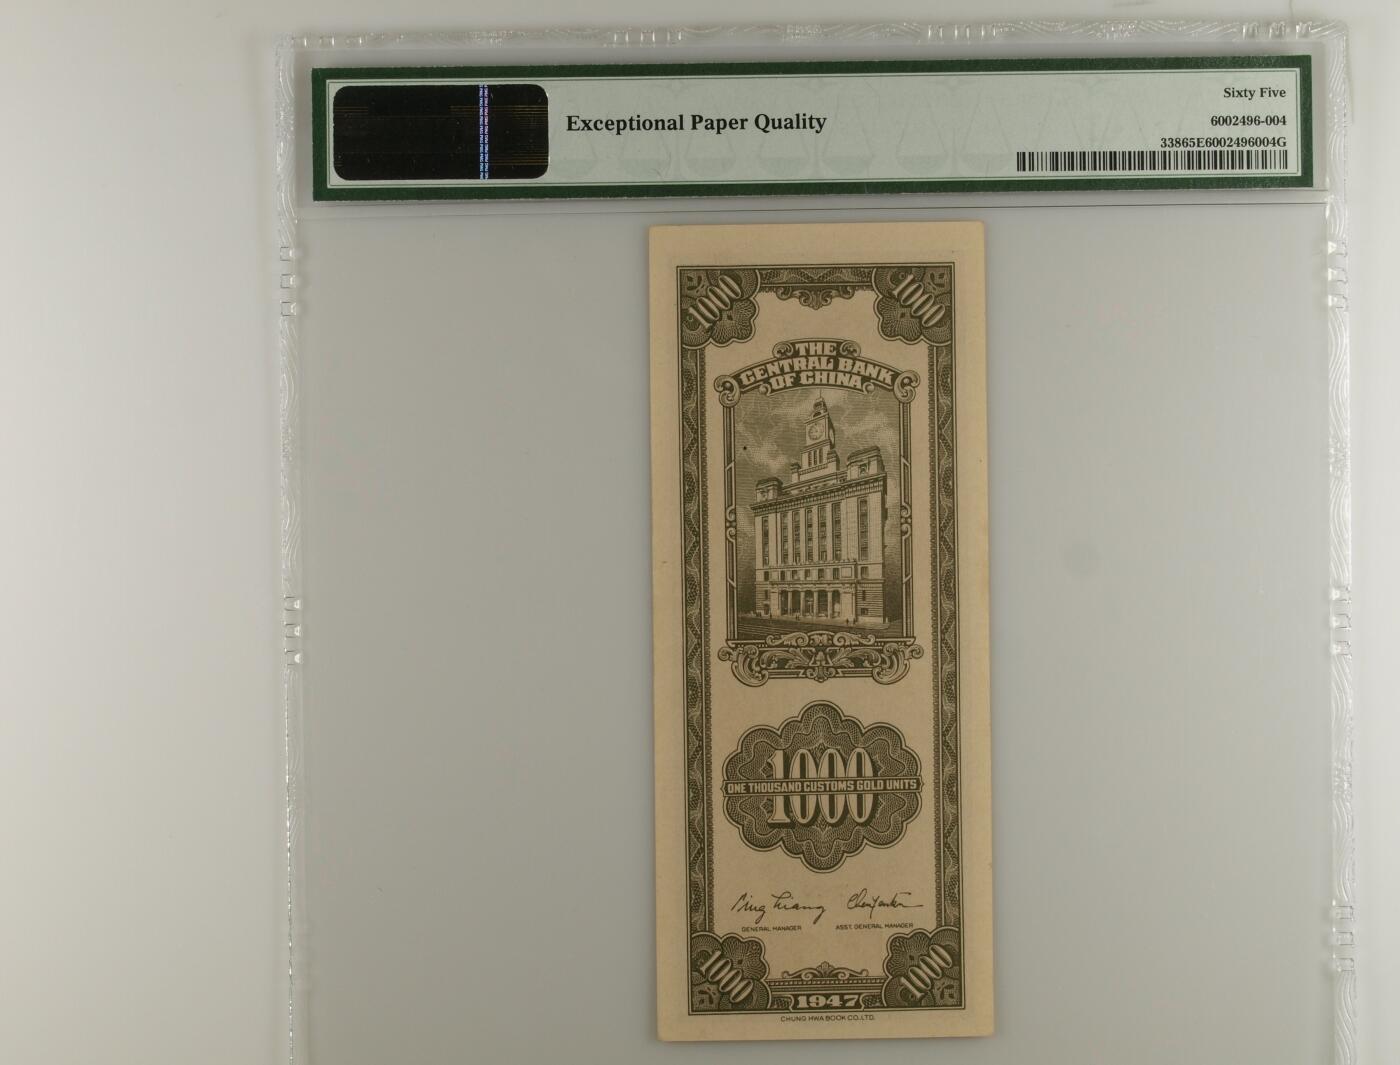 Exceptional Paper Quality
Sixty Five
6002496-004
33865E6002496004G
1000 1000
THE
CENTRAL BANK
OF CHINA
1000
ONE THOUSAND CUSTOMS GOLD UNITS
GENERAL MANAGER ASST. GENERAL MANAGER
1000 1000
1947
CHUNG HWA BOOK CO., LTD.